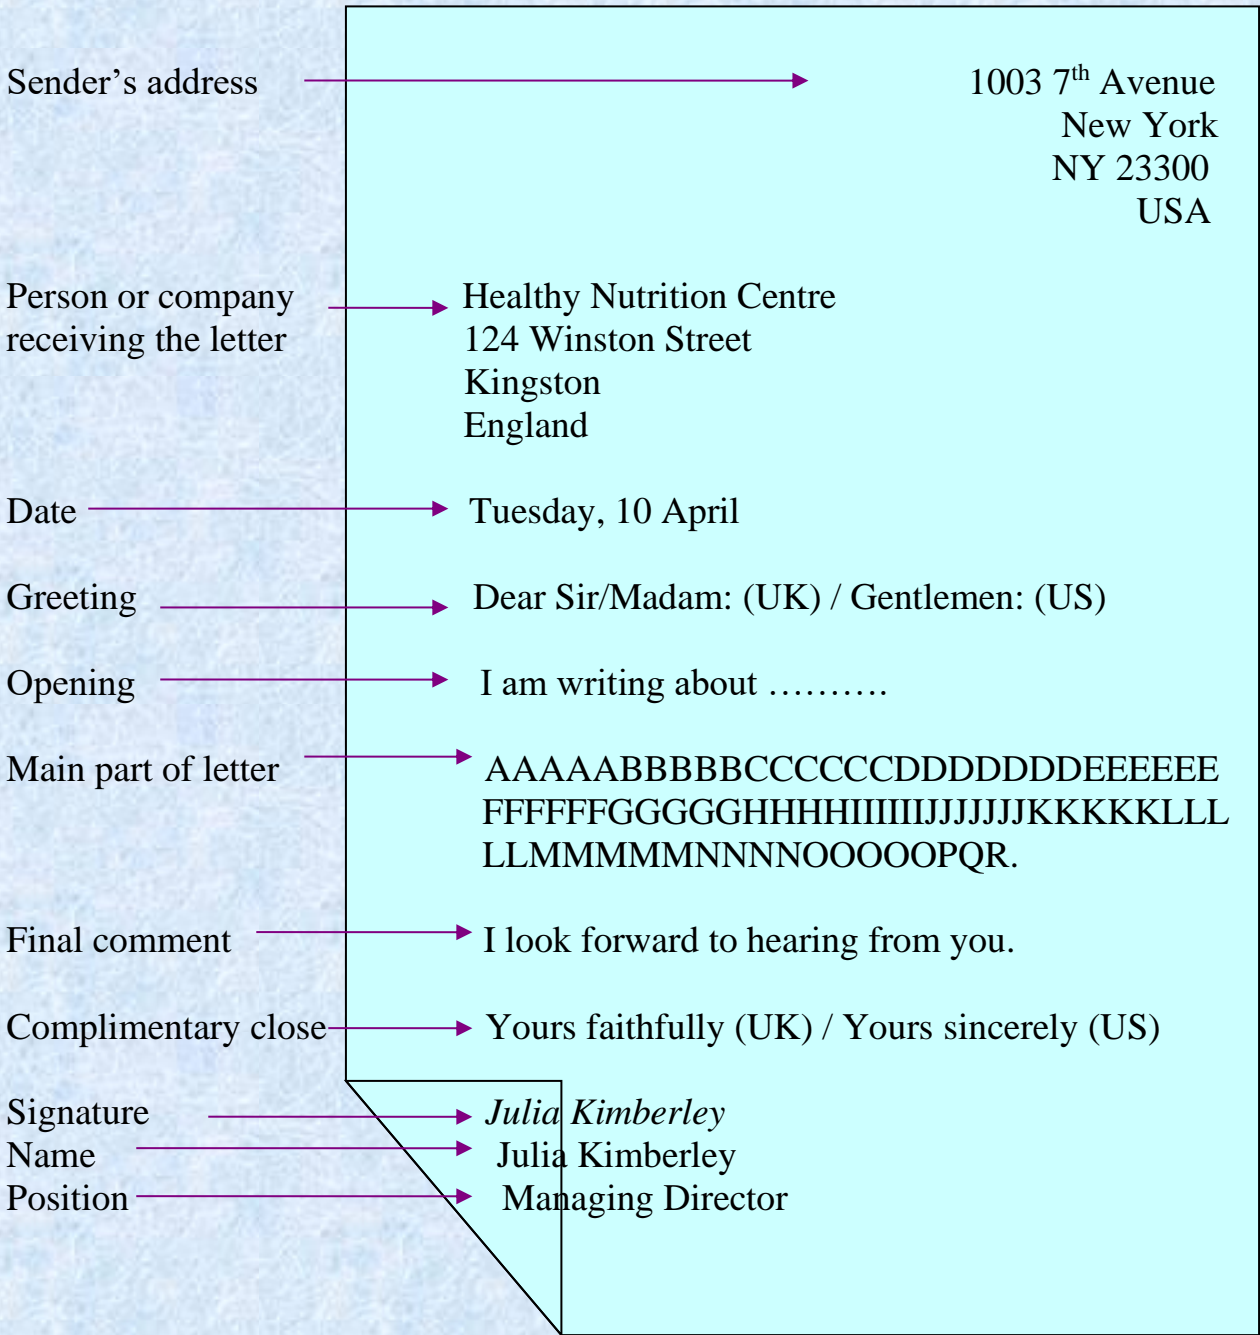 Sender’s address
1003 7th Avenue
New York
NY 23300
USA
Person or company
receiving the letter
Healthy Nutrition Centre
124 Winston Street
Kingston
England
Date
Tuesday, 10 April
Greeting
Dear Sir/Madam: (UK) / Gentlemen: (US)
Opening
I am writing about ……….
Main part of letter
AAAAABBBBBCCCCCCDDDDDDDEEEEEE
FFFFFFGGGGGHHHHIIIIIIJJJJJJKKKKKLLL
LLMMMMMNNNNOOOOOPQR.
Final comment
I look forward to hearing from you.
Complimentary close
Yours faithfully (UK) / Yours sincerely (US)
Signature
Julia Kimberley
Name
Julia Kimberley
Position
Managing Director